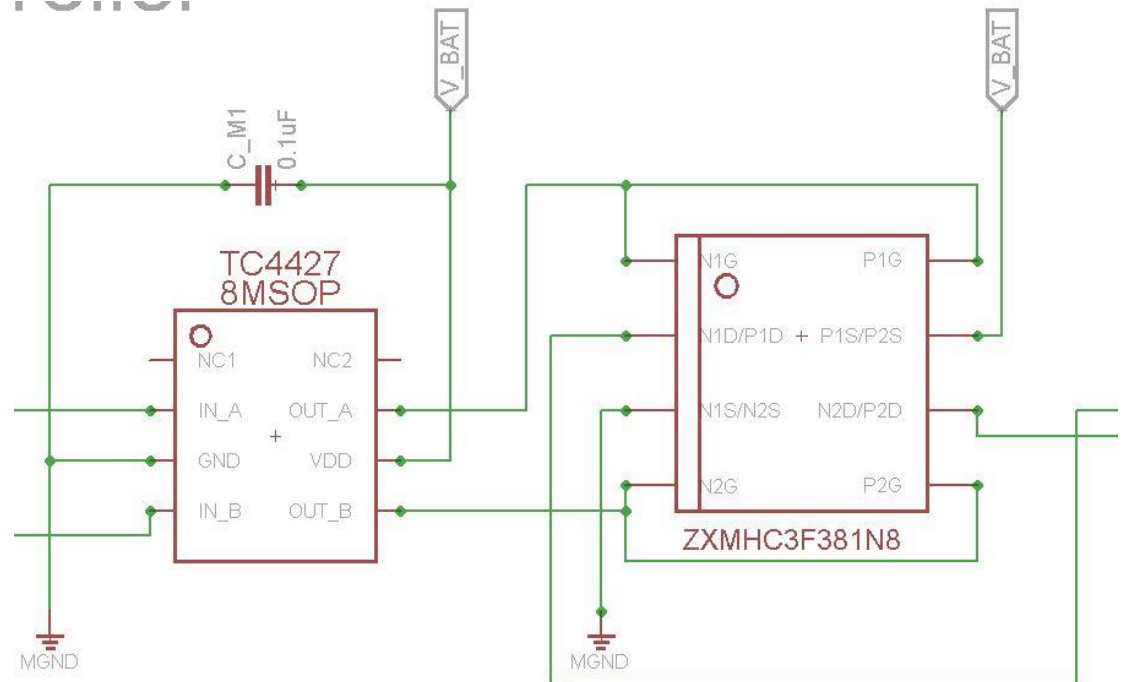 V_BAT
V_BAT
C_M1
0.1uF
TC4427
8MSOP
NC1 NC2
IN_A OUT_A
GND VDD
IN_B OUT_B
N1G P1G
N1D/P1D P1S/P2S
N1S/N2S N2D/P2D
N2G P2G
ZXMHC3F381N8
MGND
MGND